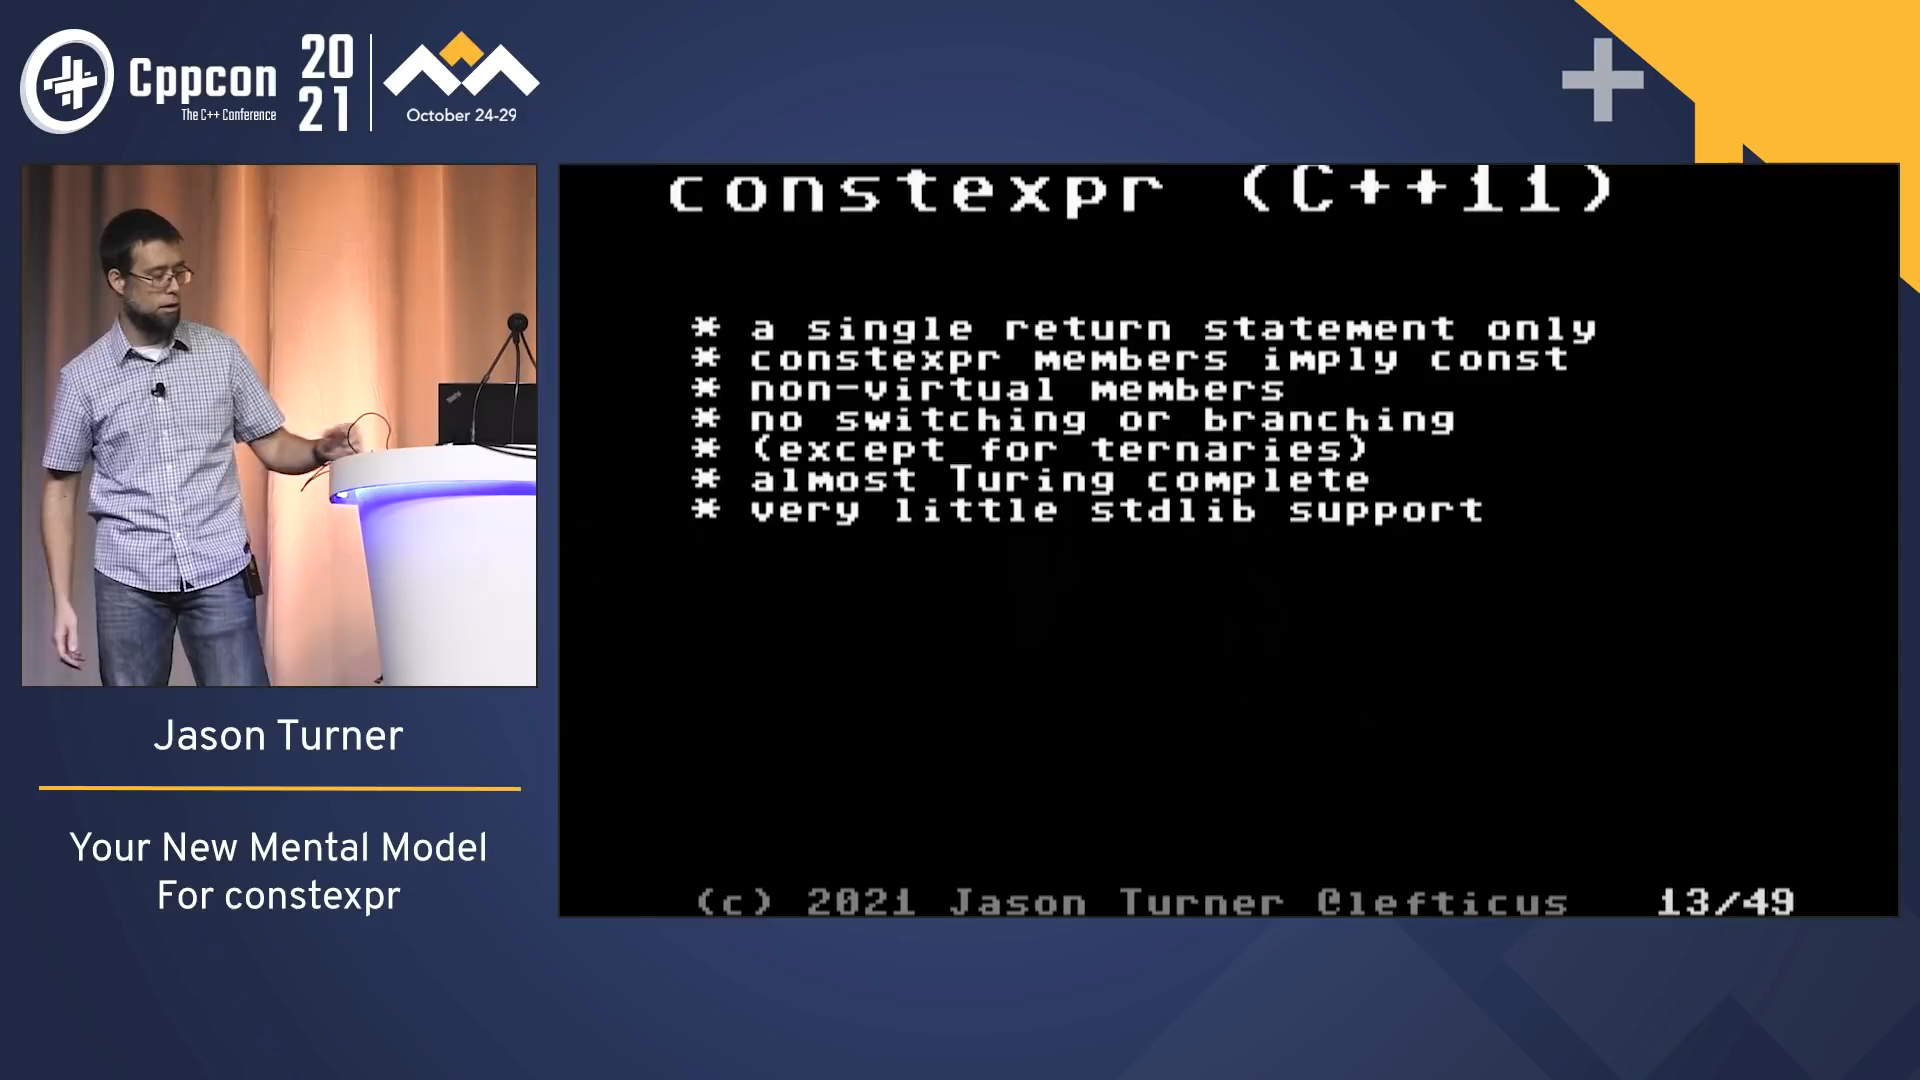 Cppcon
The C++ Conference
20
21
October 24-29
constexpr (C++11)
* a single return statement only
* constexpr members imply const
* non-virtual members
* no switching or branching
* (except for ternaries)
* almost Turing complete
* very little stdlib support
(c) 2021 Jason Turner @lefticus
13/49
Jason Turner
Your New Mental Model
For constexpr